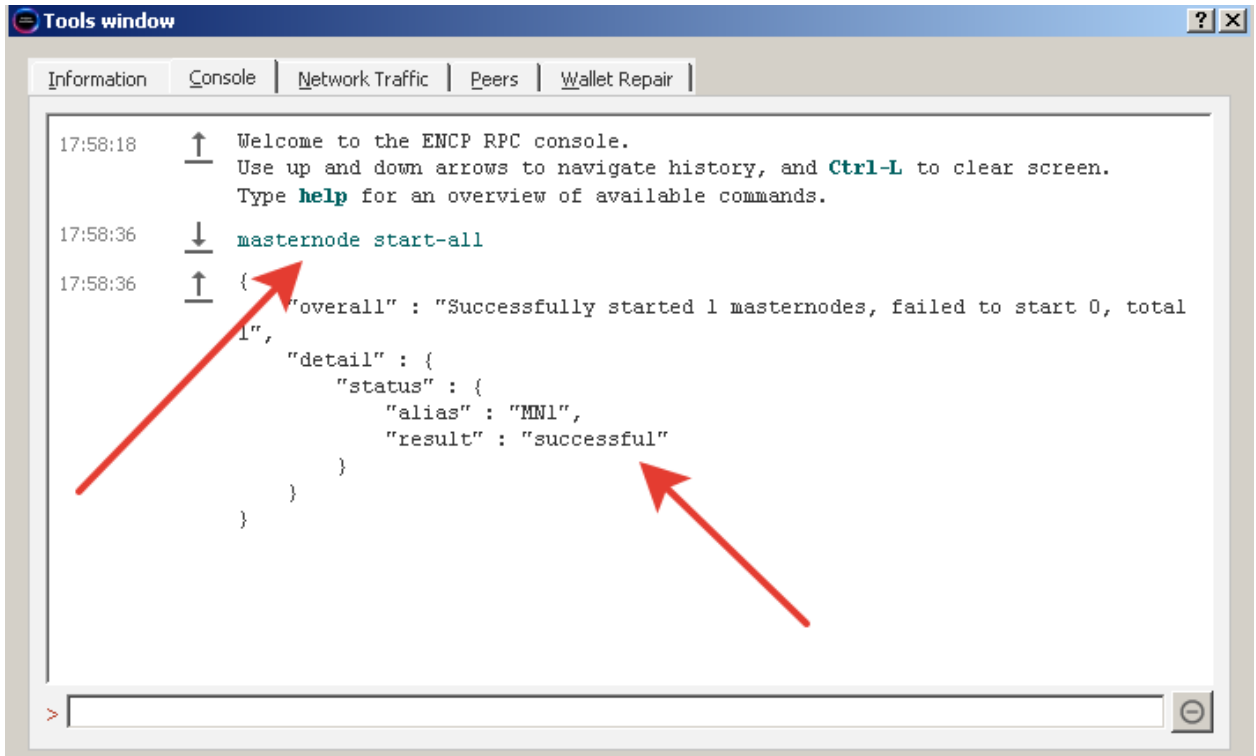 Tools window
Information Console Network Traffic Peers Wallet Repair
17:58:18 Welcome to the ENCP RPC console.
Use up and down arrows to navigate history, and Ctrl-L to clear screen.
Type help for an overview of available commands.
17:58:36 masternode start-all
17:58:36 {
"overall" : "Successfully started 1 masternodes, failed to start 0, total
1",
"detail" : {
"status" : {
"alias" : "MN1",
"result" : "successful"
}
}
}
>